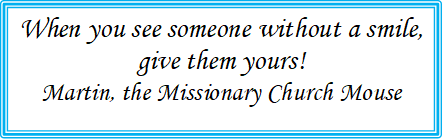 When you see someone without a smile,
give them yours!
Martin, the Missionary Church Mouse